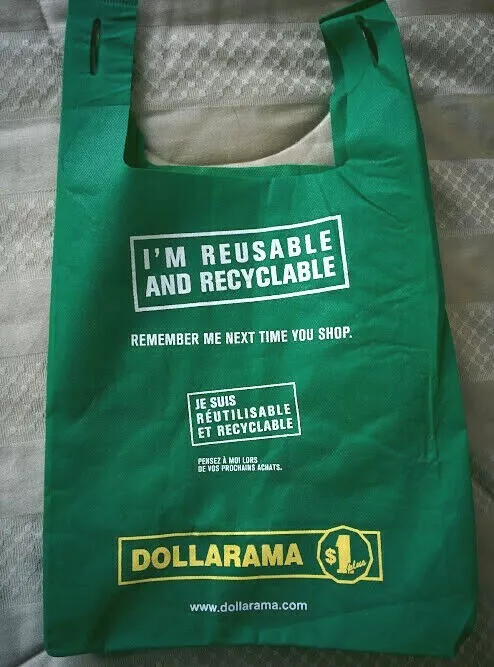 I'M REUSABLE
AND RECYCLABLE
REMEMBER ME NEXT TIME YOU SHOP.
JE SUIS
RÉUTILISABLE
ET RECYCLABLE
PENSEZ À MOI LORS
DE VOS PROCHAINS ACHATS.
DOLLARAMA $1 plus
www.dollarama.com